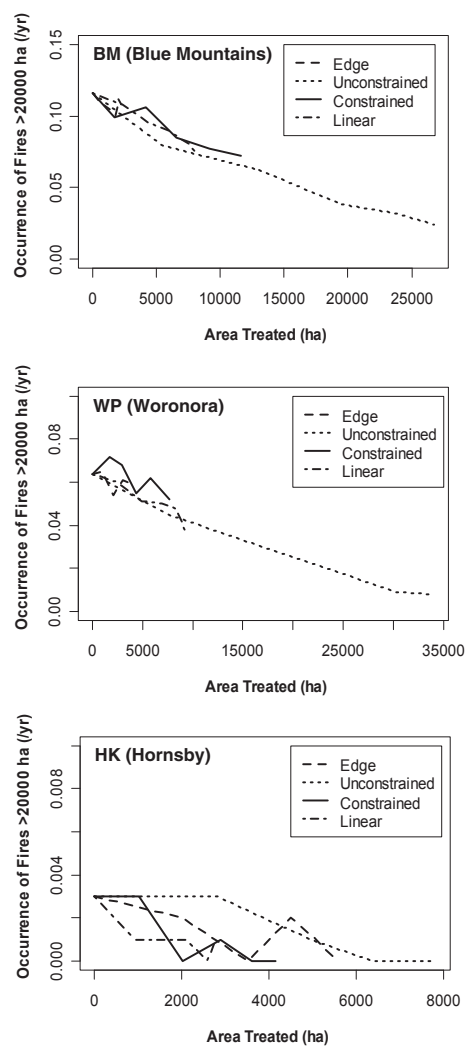 BM (Blue Mountains)
Edge
Unconstrained
Constrained
Linear
Occurrence of Fires >20000 ha (/yr)
0.15
0.10
0.05
0.00
0 5000 10000 15000 20000 25000
Area Treated (ha)
WP (Woronora)
Edge
Unconstrained
Constrained
Linear
Occurrence of Fires >20000 ha (/yr)
0.08
0.04
0.00
0 5000 15000 25000 35000
Area Treated (ha)
HK (Hornsby)
Edge
Unconstrained
Constrained
Linear
Occurrence of Fires >20000 ha (/yr)
0.008
0.004
0.000
0 2000 4000 6000 8000
Area Treated (ha)